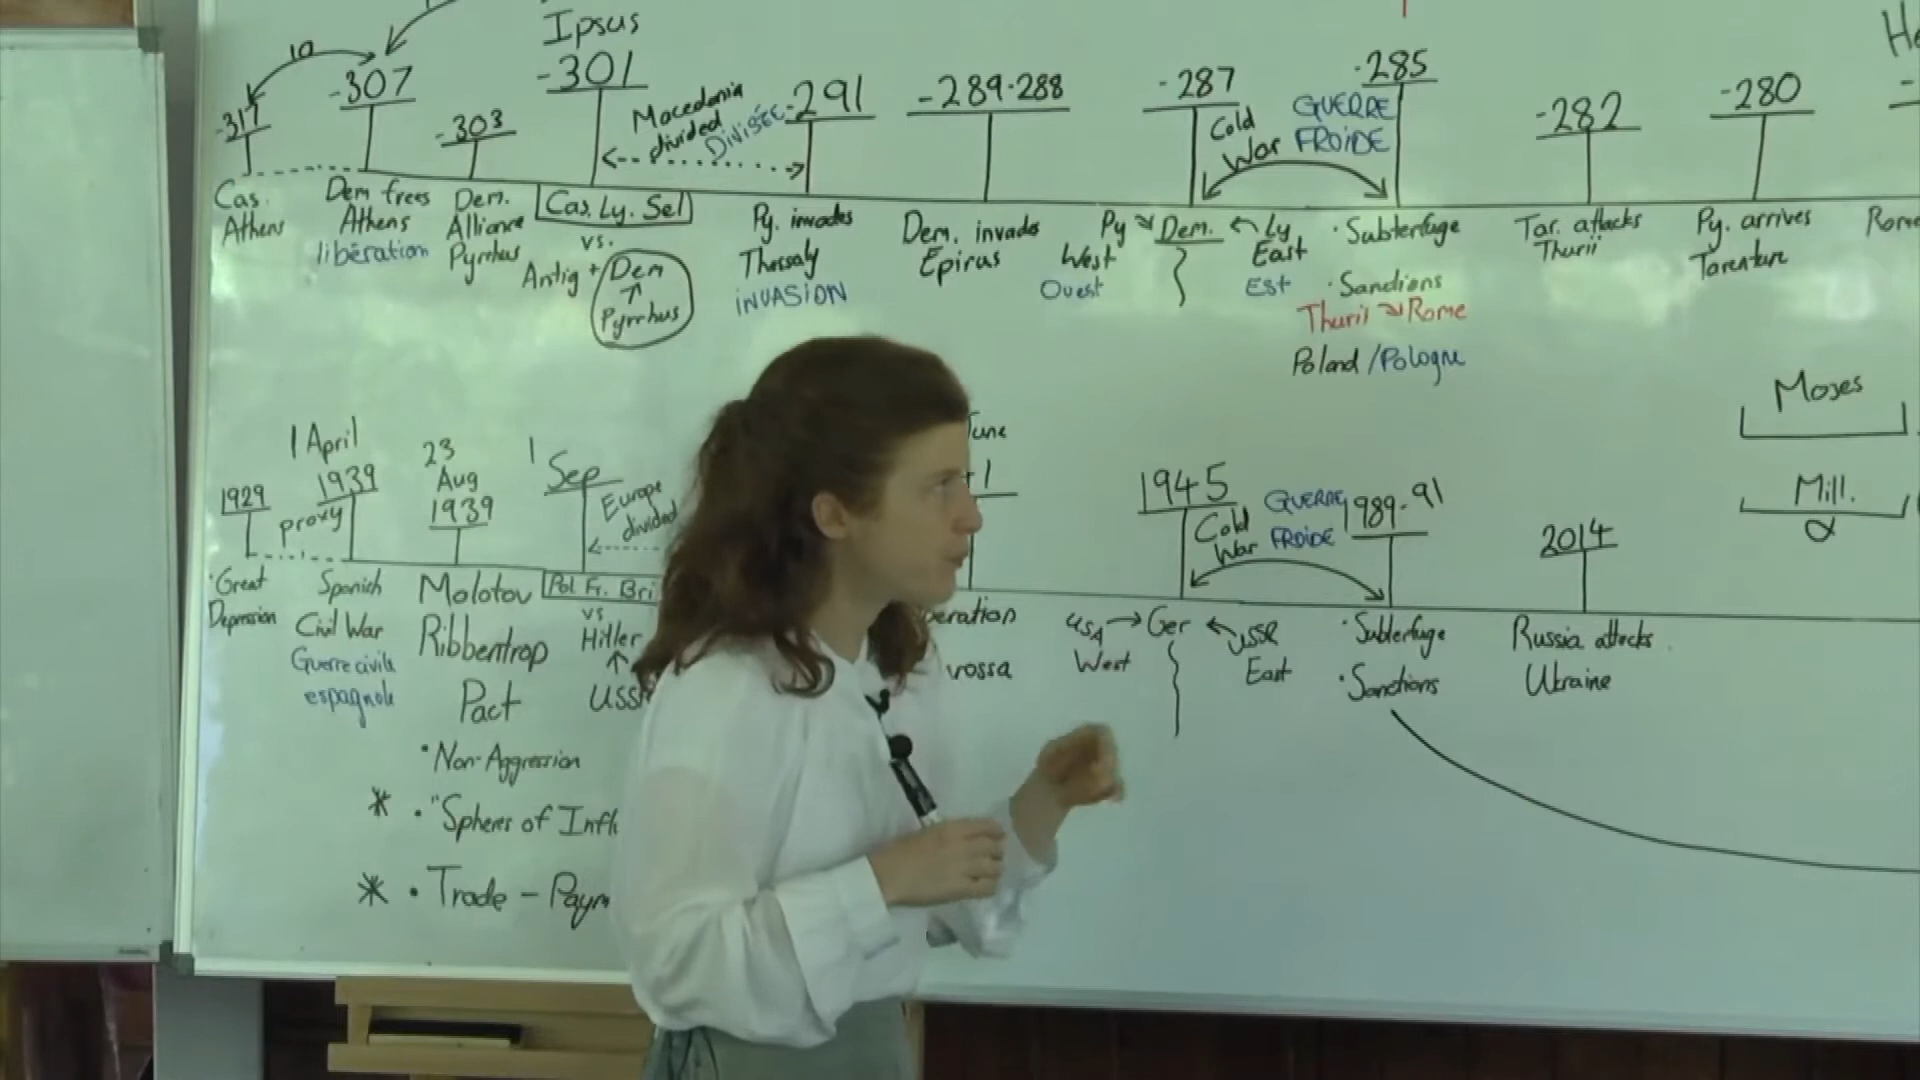 Ipsus
10
-317
-307
-303
-301
-291
-289-288
-287
-285
-282
-280
Macedonia
divided
DIVISÉE
Cold
War
GUERRE
FROIDE
Cas.
Athens
Dem frees
Athens
libération
Dem.
Alliance
Pyrrhus
Cas. Ly. Sel
vs.
Antig + Dem
Pyrrhus
Py. invades
Thessaly
INVASION
Dem. invades
Epirus
Py
West
Ouest
Dem.
Ly
East
Est
· Subterfuge
· Sanctions
Thurii → Rome
Poland / Pologne
Tar. attacks
Thurii
Py. arrives
Tarentum
Rome
Moses
Mill.
α
1929
proxy
1 April
1939
23
Aug
1939
1
Sep
Europe
divided
June
1945
Cold
War
GUERRE
FROIDE
1989-91
2014
· Great
Depression
Spanish
Civil War
Guerre civile
espagnole
Molotov
Ribbentrop
Pact
· Non-Aggression
* · "Spheres of Infl
* · Trade - Paym
Pol Fr. Bri
vs
Hitler
USSR
peration
rossa
USA
West
Ger
USSR
East
· Subterfuge
· Sanctions
Russia attacks
Ukraine